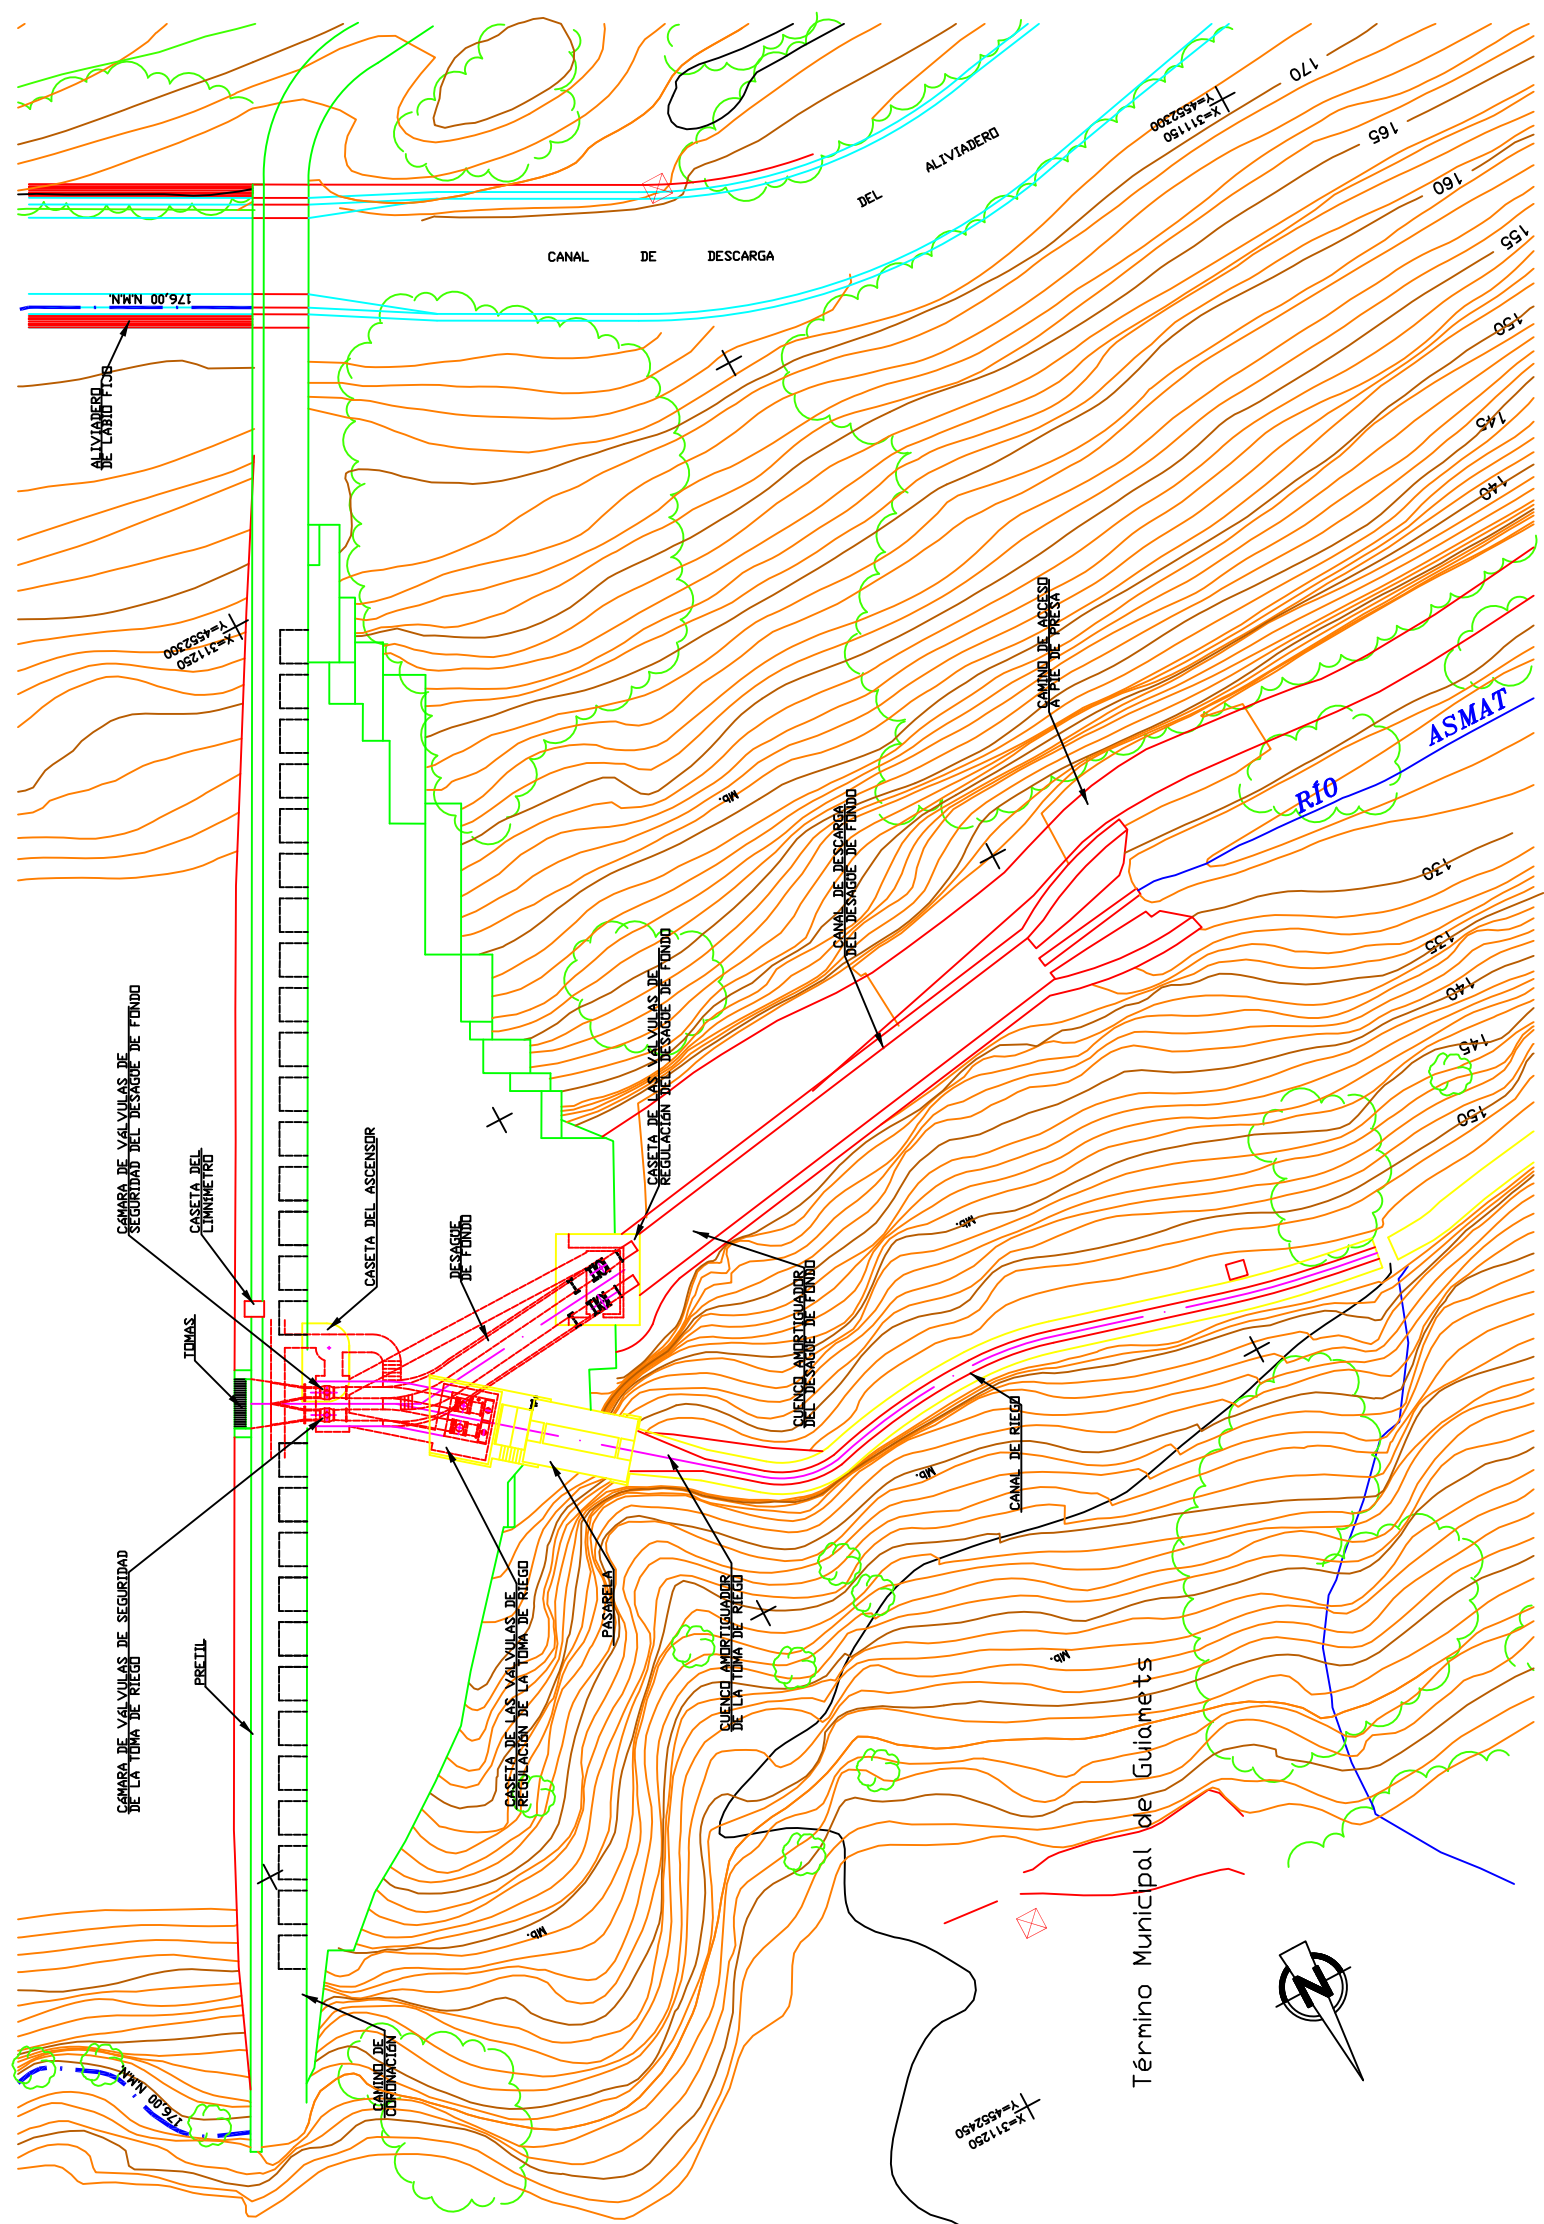 170
X=311150
Y=4552300
165
ALIVIADERO
160
DEL
155
CANAL DE DESCARGA
176,00 N.M.N.
150
ALIVIADERO
DE LABIO FIJO
145
140
X=311250
Y=4552300
CAMINO DE ACCESO
A PIE DE PRESA
RÍO ASMAT
Mb.
CANAL DE DESCARGA
DEL DESAGÜE DE FONDO
130
135
140
145
150
CASETA DE LAS VÁLVULAS DE
REGULACIÓN DEL DESAGÜE DE FONDO
CÁMARA DE VÁLVULAS DE
SEGURIDAD DEL DESAGÜE DE FONDO
CASETA DEL
LIMNÍMETRO
CASETA DEL ASCENSOR
DESAGÜE
DE FONDO
Mb.
TOMAS
CUENCO AMORTIGUADOR
DEL DESAGÜE DE FONDO
CANAL DE RIEGO
Mb.
CÁMARA DE VÁLVULAS DE SEGURIDAD
DE LA TOMA DE RIEGO
PRETIL
CASETA DE LAS VÁLVULAS DE
REGULACIÓN DE LA TOMA DE RIEGO
PASARELA
CUENCO AMORTIGUADOR
DE LA TOMA DE RIEGO
Mb.
Término Municipal de Guiamets
Mb.
N
CAMINO DE
CORONACIÓN
176,00 N.M.N
X=311250
Y=4552450